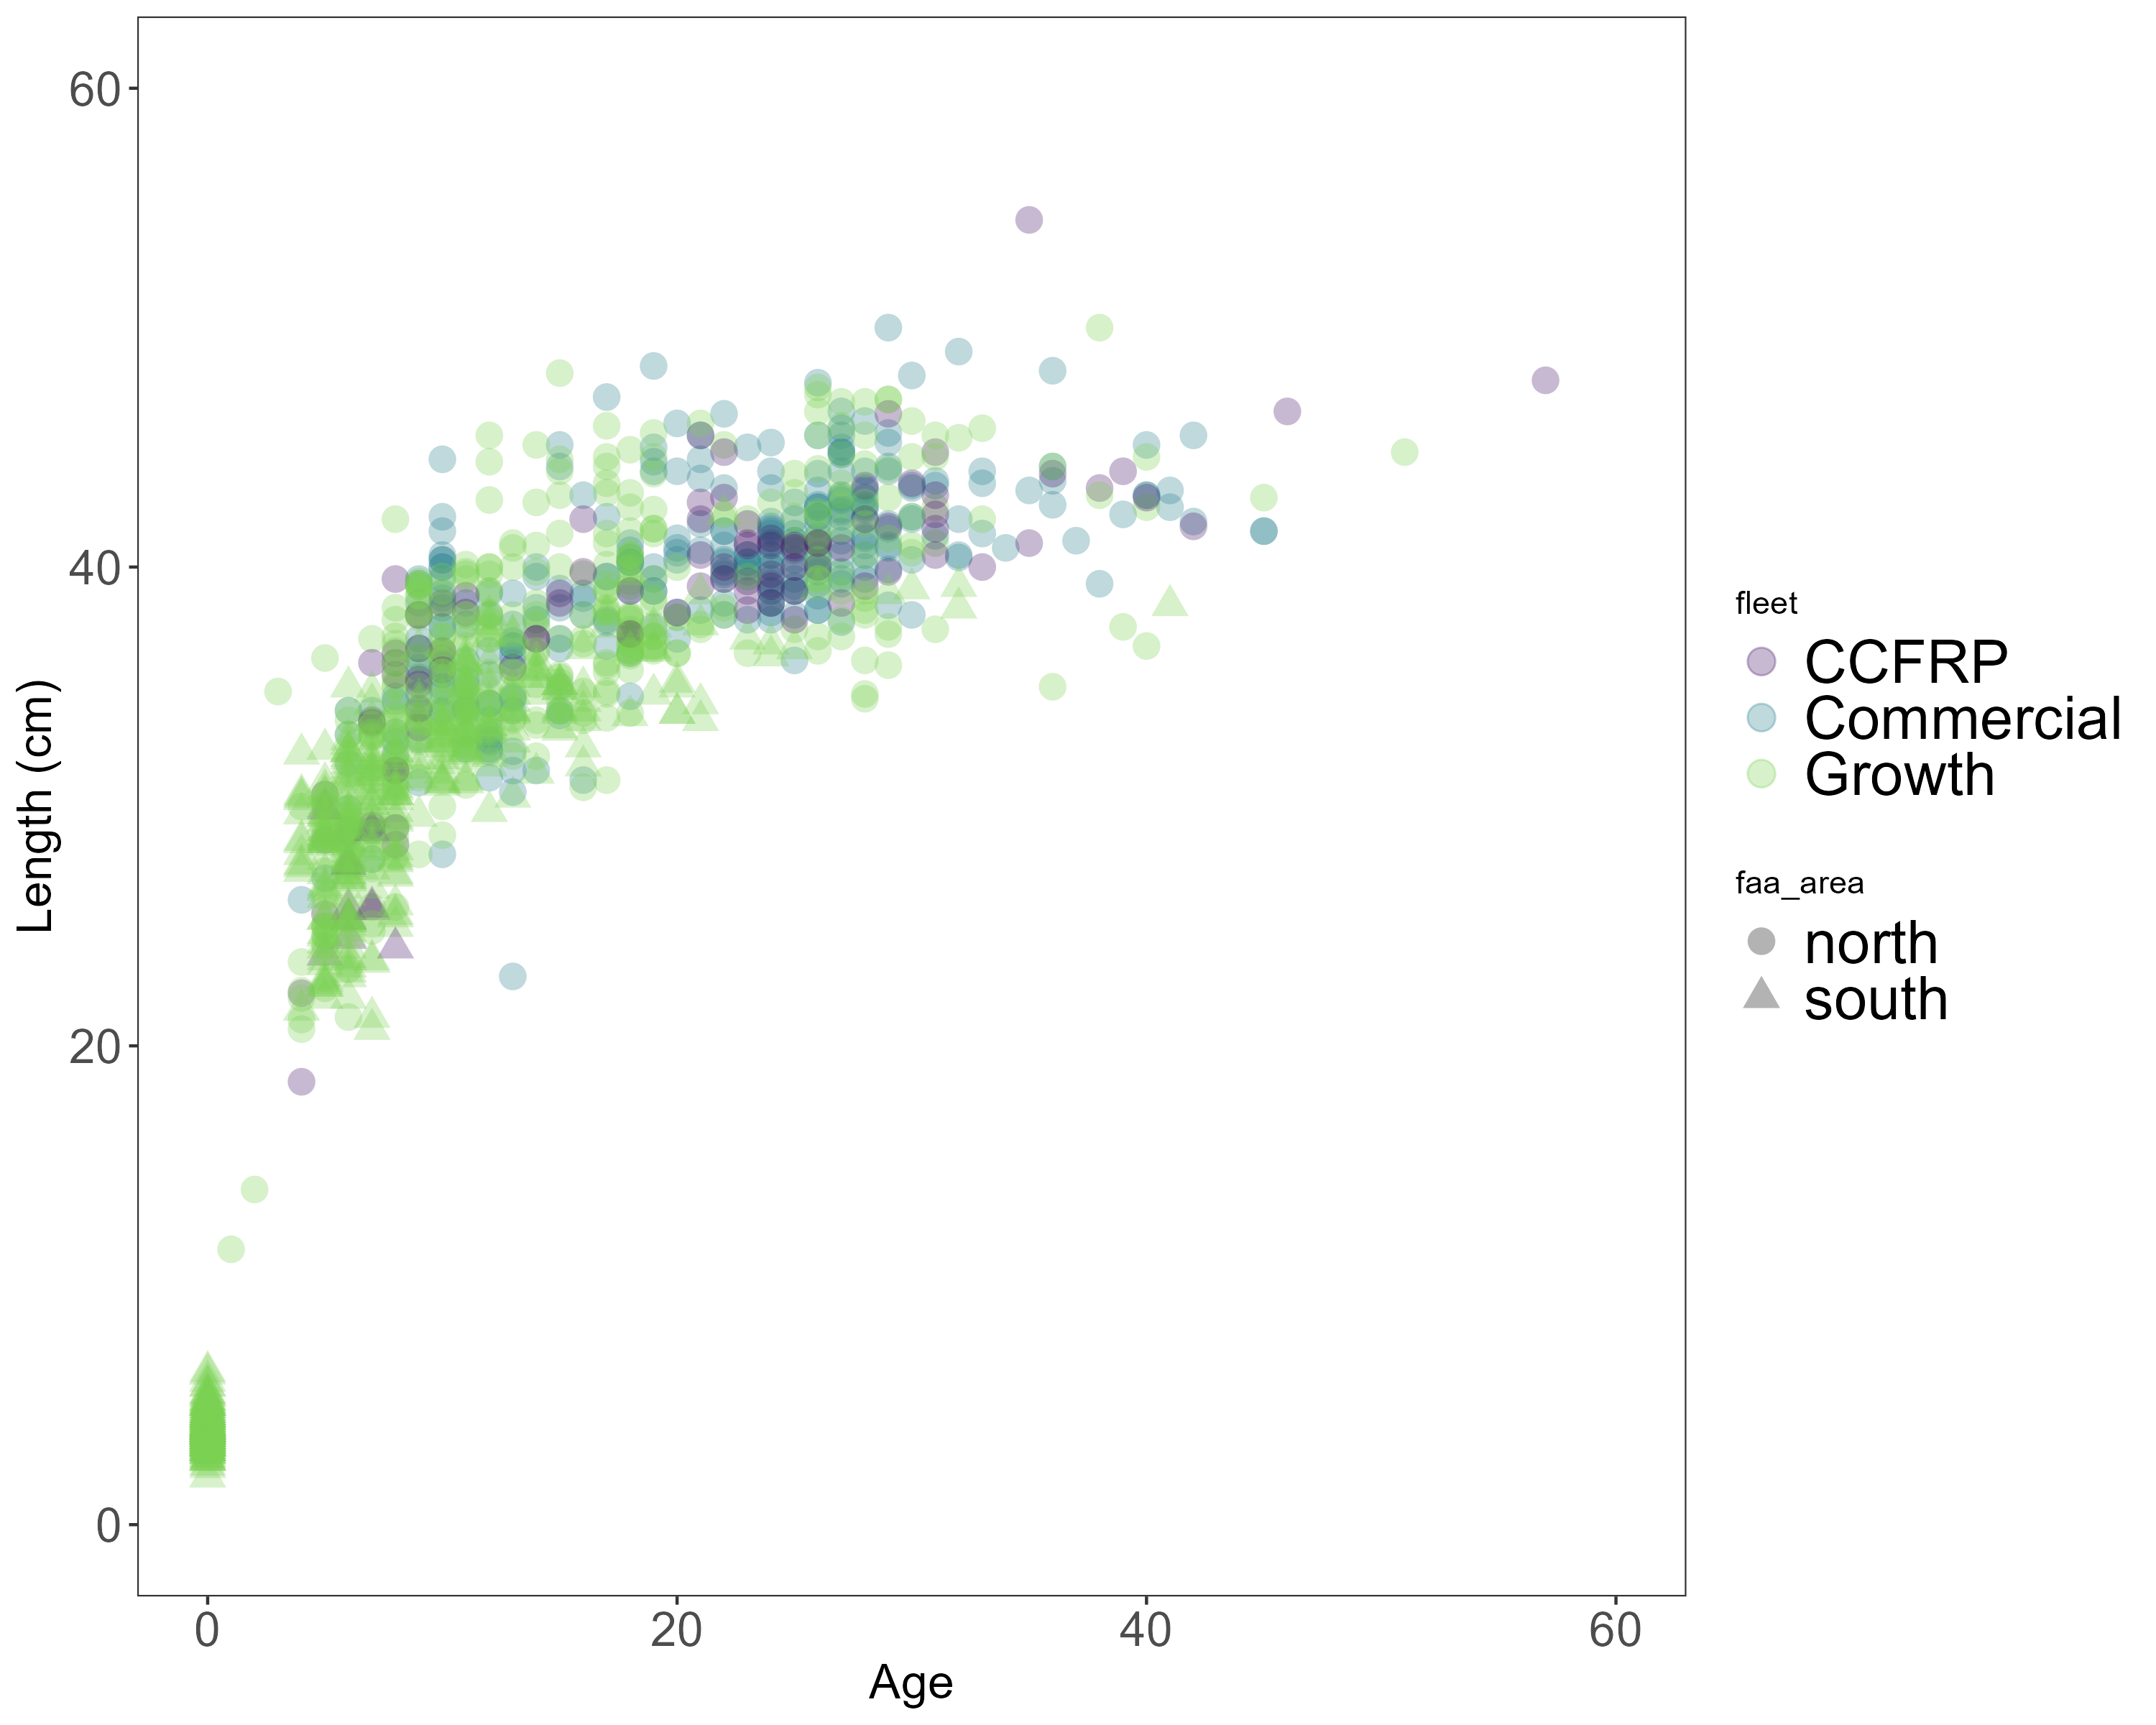 60
40
20
0
Length (cm)
0 20 40 60
Age
fleet
CCFRP
Commercial
Growth
faa_area
north
south